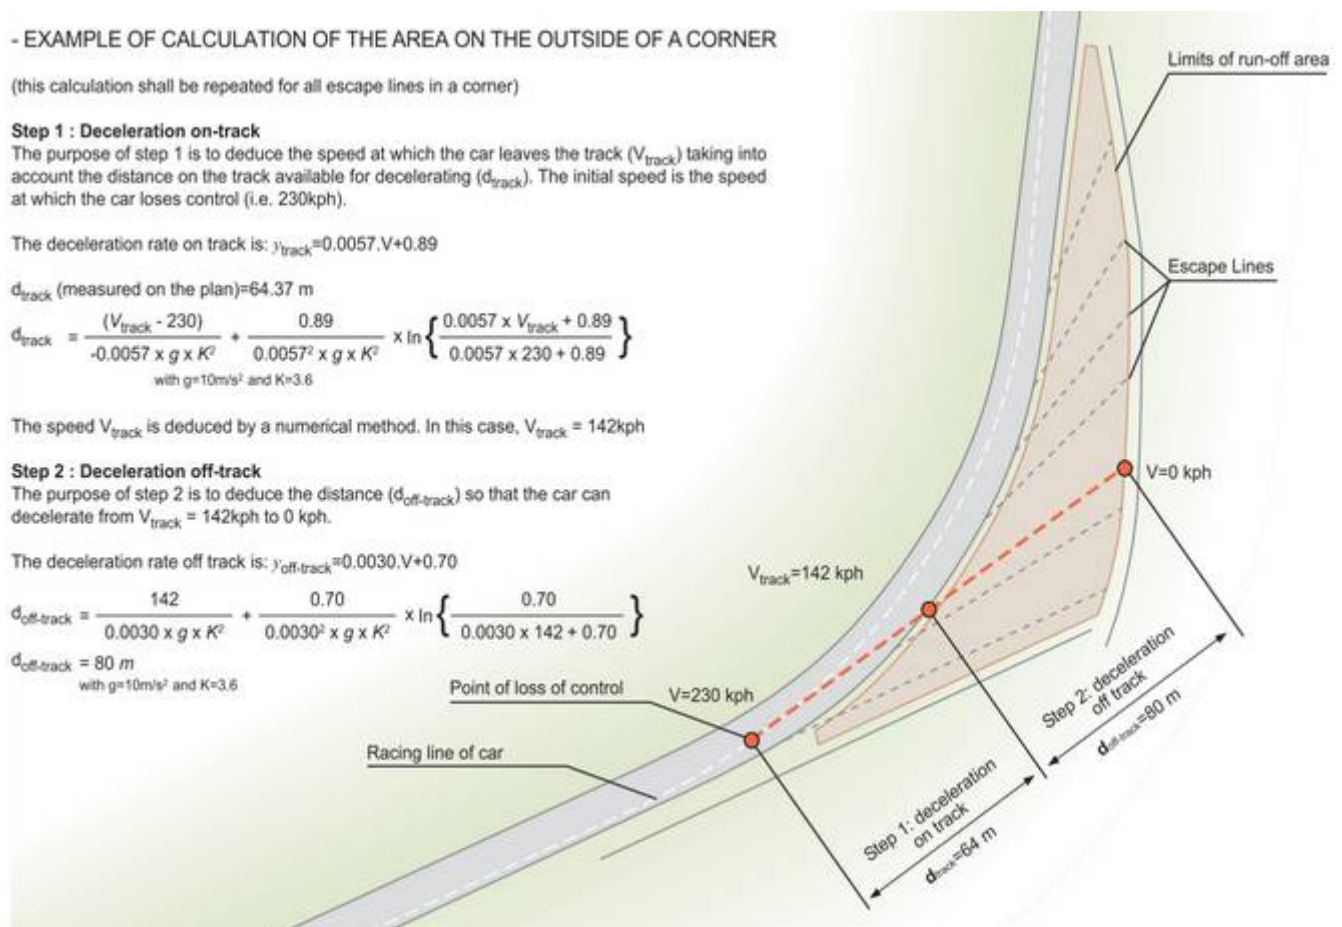 - EXAMPLE OF CALCULATION OF THE AREA ON THE OUTSIDE OF A CORNER
(this calculation shall be repeated for all escape lines in a corner)
Step 1 : Deceleration on-track
The purpose of step 1 is to deduce the speed at which the car leaves the track (Vtrack) taking into
account the distance on the track available for decelerating (dtrack). The initial speed is the speed
at which the car loses control (i.e. 230kph).
The deceleration rate on track is: ytrack=0.0057.V+0.89
dtrack (measured on the plan)=64.37 m
dtrack = (Vtrack - 230) / -0.0057 x g x K² + 0.89 / 0.0057² x g x K² x ln { 0.0057 x Vtrack + 0.89 / 0.0057 x 230 + 0.89 }
with g=10m/s² and K=3.6
The speed Vtrack is deduced by a numerical method. In this case, Vtrack = 142kph
Step 2 : Deceleration off-track
The purpose of step 2 is to deduce the distance (doff-track) so that the car can
decelerate from Vtrack = 142kph to 0 kph.
The deceleration rate off track is: yoff-track=0.0030.V+0.70
doff-track = 142 / 0.0030 x g x K² + 0.70 / 0.0030² x g x K² x ln { 0.70 / 0.0030 x 142 + 0.70 }
doff-track = 80 m
with g=10m/s² and K=3.6
Limits of run-off area
Escape Lines
V=0 kph
Vtrack=142 kph
Point of loss of control
V=230 kph
Racing line of car
Step 2: deceleration
off track
doff-track=80 m
Step 1: deceleration
on track
dtrack=64 m